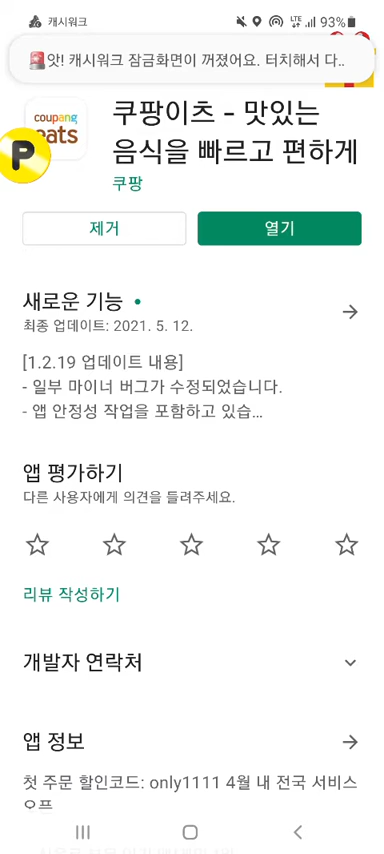 캐시워크
LTE 93%
앗! 캐시워크 잠금화면이 꺼졌어요. 터치해서 다..
coupang
eats
P
쿠팡이츠 – 맛있는
음식을 빠르고 편하게
쿠팡
제거
열기
새로운 기능 •
최종 업데이트: 2021. 5. 12.
[1.2.19 업데이트 내용]
- 일부 마이너 버그가 수정되었습니다.
- 앱 안정성 작업을 포함하고 있습...
앱 평가하기
다른 사용자에게 의견을 들려주세요.
리뷰 작성하기
개발자 연락처
앱 정보
첫 주문 할인코드: only1111 4월 내 전국 서비스
오픈